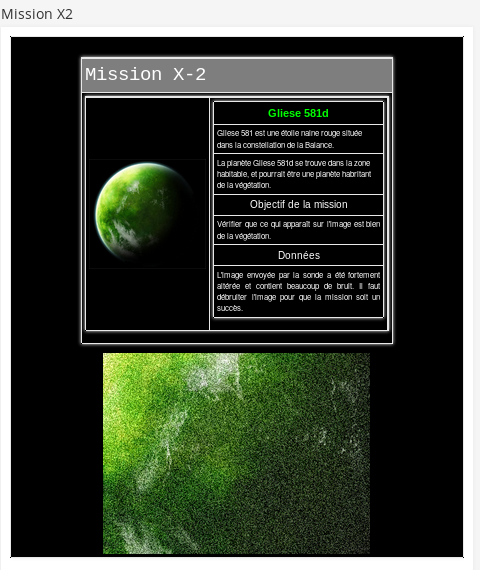 Mission X2
Mission X-2
Gliese 581d
Gliese 581 est une étoile naine rouge située
dans la constellation de la Balance.
La planète Gliese 581d se trouve dans la zone
habitable, et pourrait être une planète habritant
de la végétation.
Objectif de la mission
Vérifier que ce qui apparaît sur l'image est bien
de la végétation.
Données
L'image envoyée par la sonde a été fortement
altérée et contient beaucoup de bruit. Il faut
débruiter l'image pour que la mission soit un
succès.